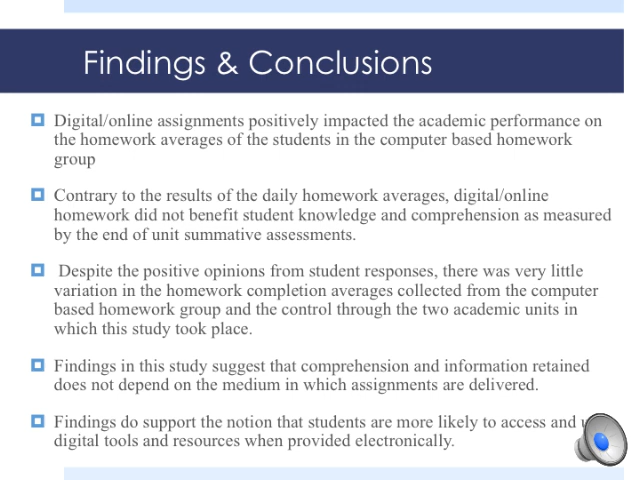 Findings & Conclusions
Digital/online assignments positively impacted the academic performance on
the homework averages of the students in the computer based homework
group
Contrary to the results of the daily homework averages, digital/online
homework did not benefit student knowledge and comprehension as measured
by the end of unit summative assessments.
Despite the positive opinions from student responses, there was very little
variation in the homework completion averages collected from the computer
based homework group and the control through the two academic units in
which this study took place.
Findings in this study suggest that comprehension and information retained
does not depend on the medium in which assignments are delivered.
Findings do support the notion that students are more likely to access and
digital tools and resources when provided electronically.